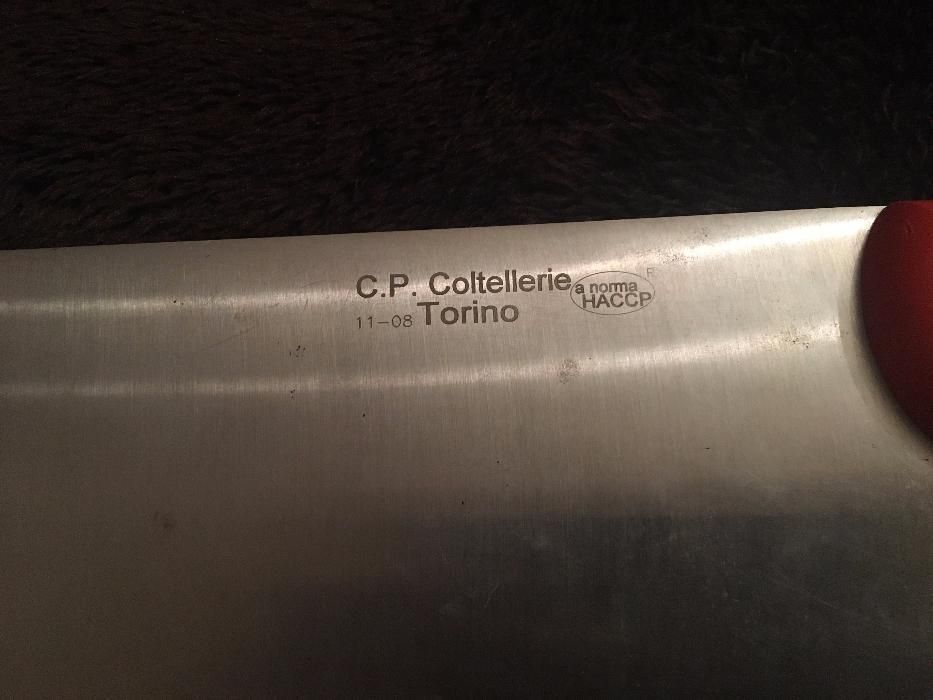 C.P. Coltellerie
11-08 Torino
a norma
HACCP
R